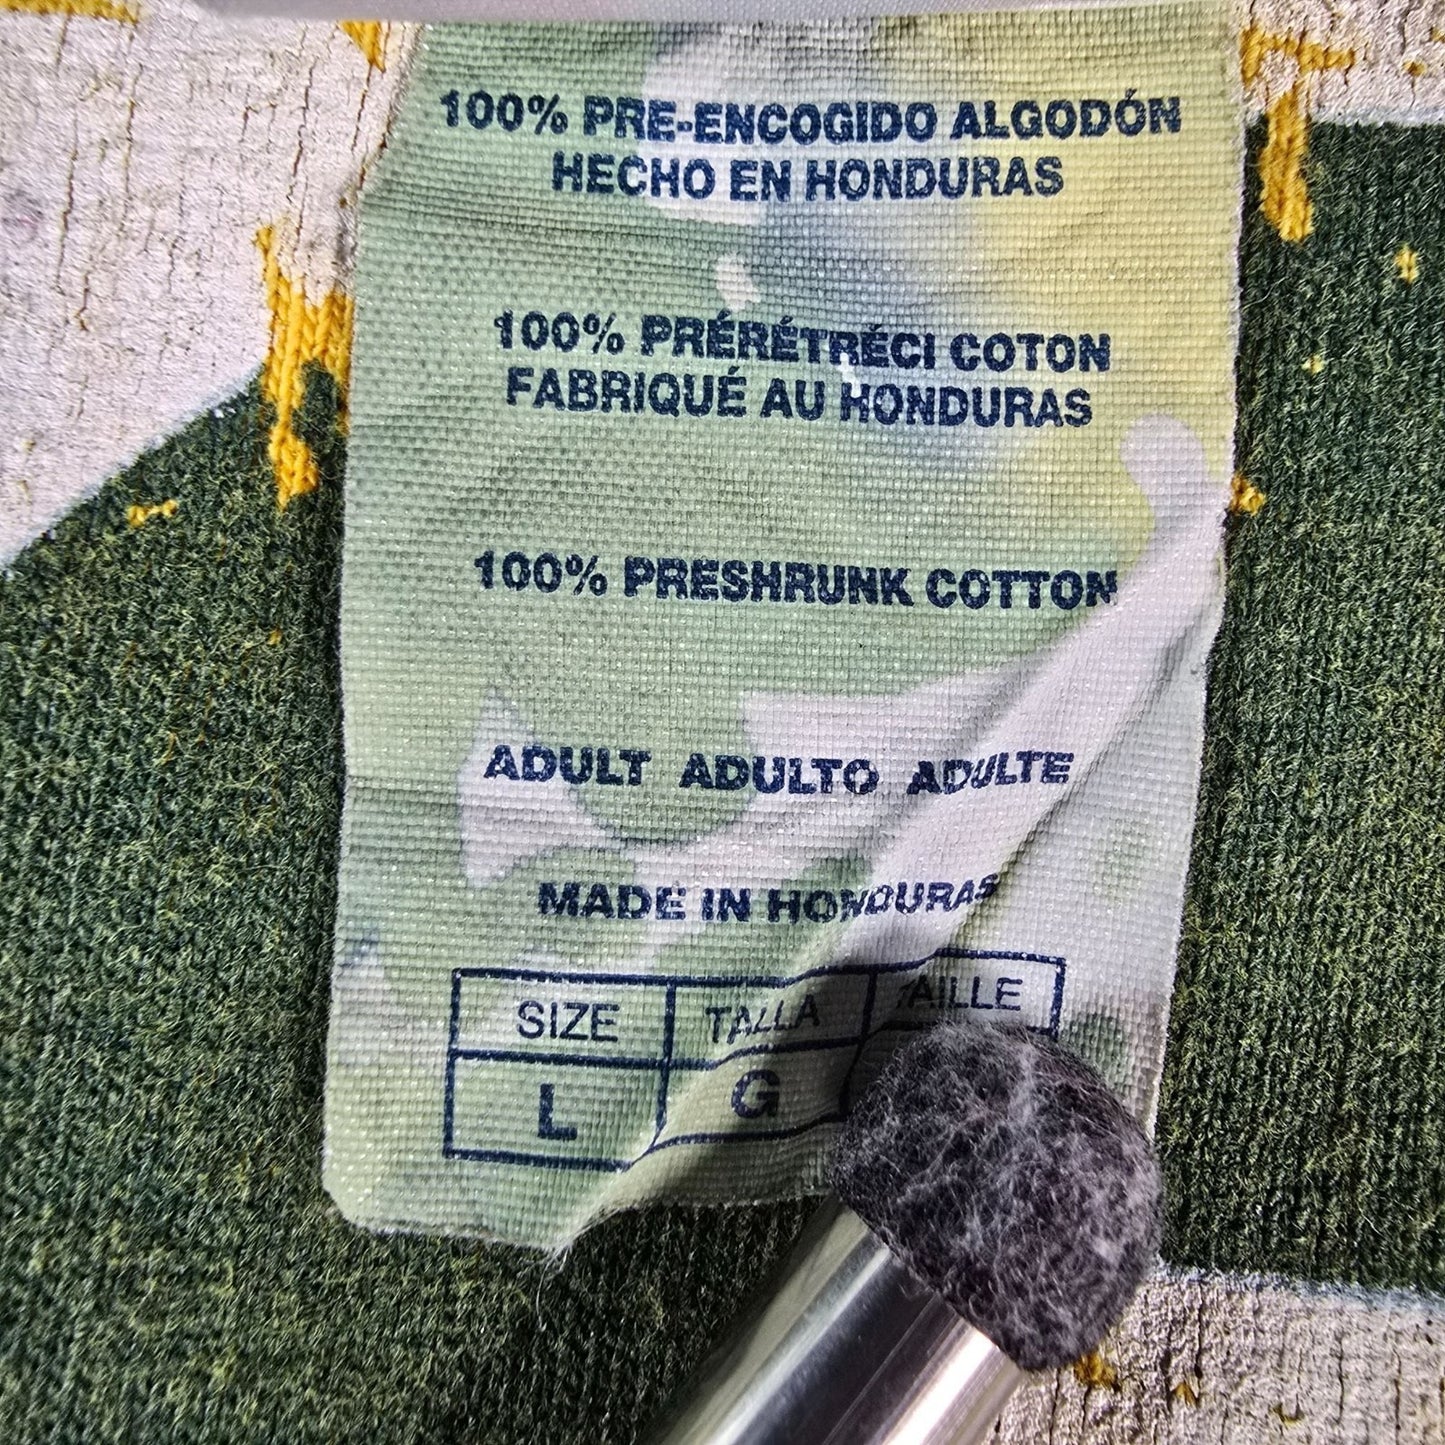 100% PRE-ENCOGIDO ALGODÓN
HECHO EN HONDURAS
100% PRÉRÉTRÉCI COTON
FABRIQUÉ AU HONDURAS
100% PRESHRUNK COTTON
ADULT ADULTO ADULTE
MADE IN HONDURAS
SIZE TALLA TAILLE
L G